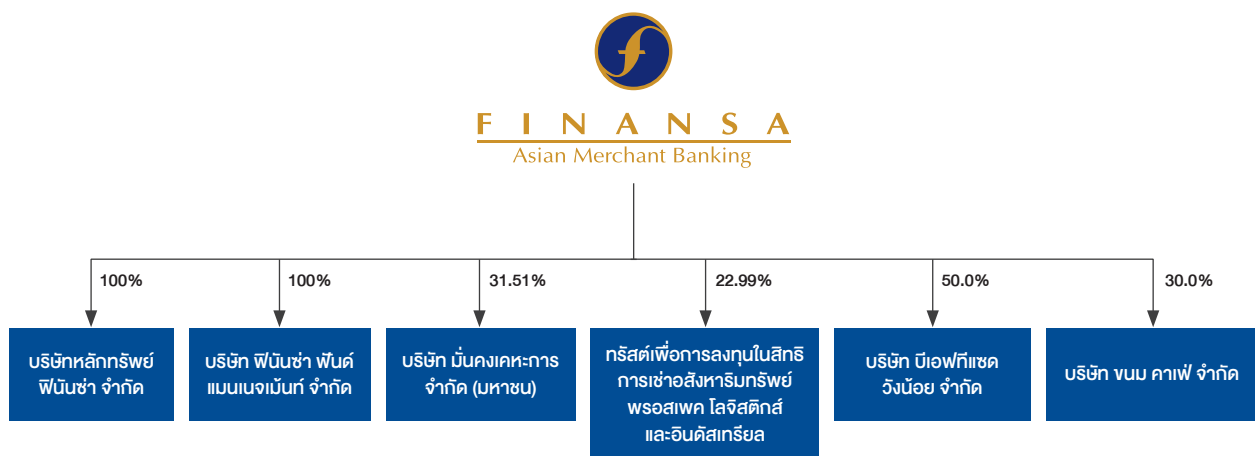 f
F I N A N S A
Asian Merchant Banking
100%
100%
31.51%
22.99%
50.0%
30.0%
บริษัทหลักทรัพย์
ฟินันซ่า จำกัด
บริษัท ฟินันซ่า ฟันด์
แมนเนจเม้นท์ จำกัด
บริษัท มั่นคงเคหะการ
จำกัด (มหาชน)
ทรัสต์เพื่อการลงทุนในสิทธิ
การเช่าอสังหาริมทรัพย์
พรอสเพค โลจิสติกส์
และอินดัสเทรียล
บริษัท บีเอฟทีแซด
วังน้อย จำกัด
บริษัท ขนม คาเฟ่ จำกัด